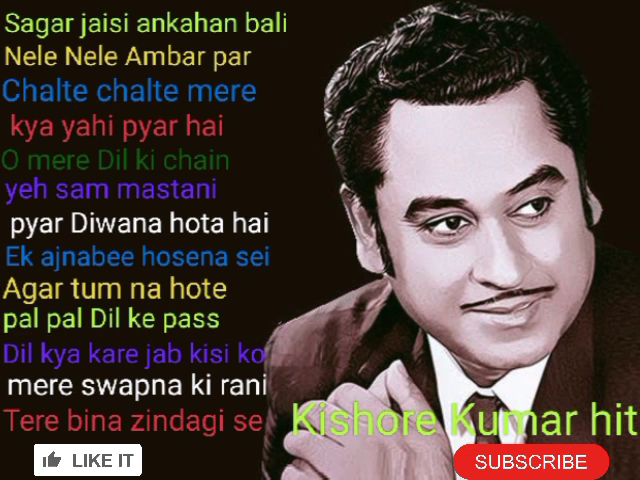 Sagar jaisi ankahan bali
Nele Nele Ambar par
Chalte chalte mere
kya yahi pyar hai
O mere Dil ki chain
yeh sam mastani
pyar Diwana hota hai
Ek ajnabee hosena sei
Agar tum na hote
pal pal Dil ke pass
Dil kya kare jab kisi ko
mere swapna ki rani
Tere bina zindagi se
Kishore Kumar hit
LIKE IT
SUBSCRIBE